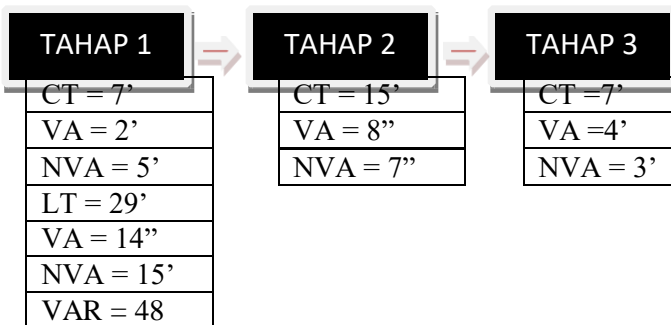 TAHAP 1
CT = 7’
VA = 2’
NVA = 5’
LT = 29’
VA = 14”
NVA = 15’
VAR = 48
TAHAP 2
CT = 15’
VA = 8”
NVA = 7”
TAHAP 3
CT =7’
VA =4’
NVA = 3’